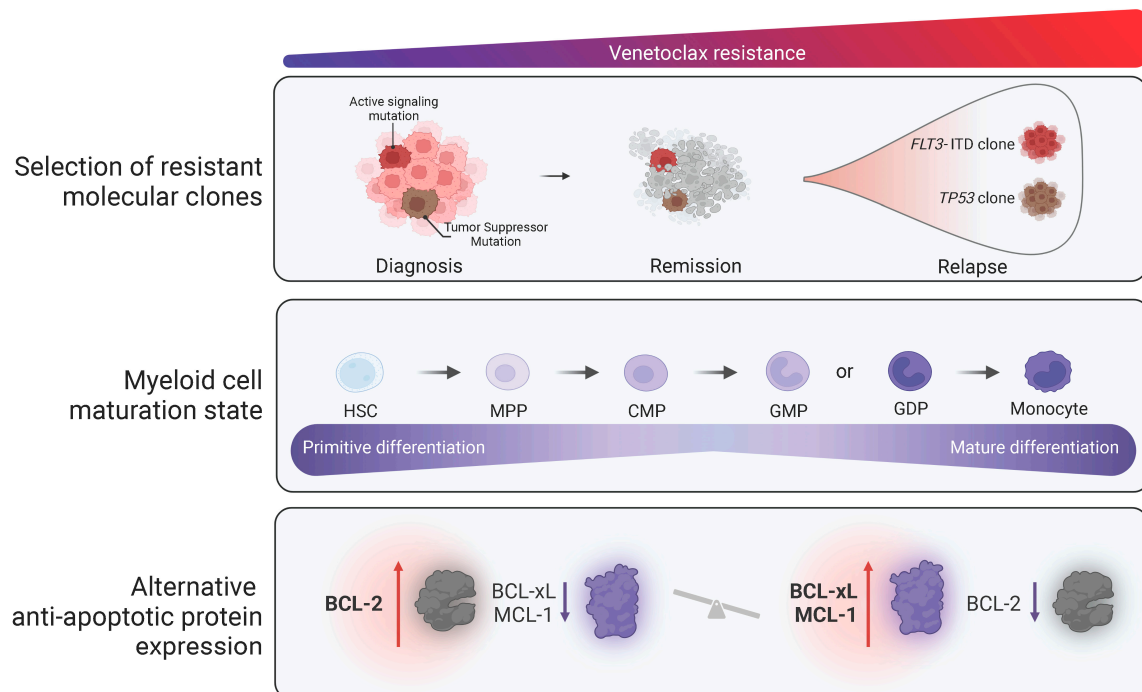 Venetoclax resistance
Selection of resistant
molecular clones
Active signaling
mutation
Tumor Suppressor
Mutation
FLT3- ITD clone
TP53 clone
Diagnosis
Remission
Relapse
Myeloid cell
maturation state
HSC
MPP
CMP
GMP
or
GDP
Monocyte
Primitive differentiation
Mature differentiation
Alternative
anti-apoptotic protein
expression
BCL-2
BCL-xL
MCL-1
BCL-xL
MCL-1
BCL-2